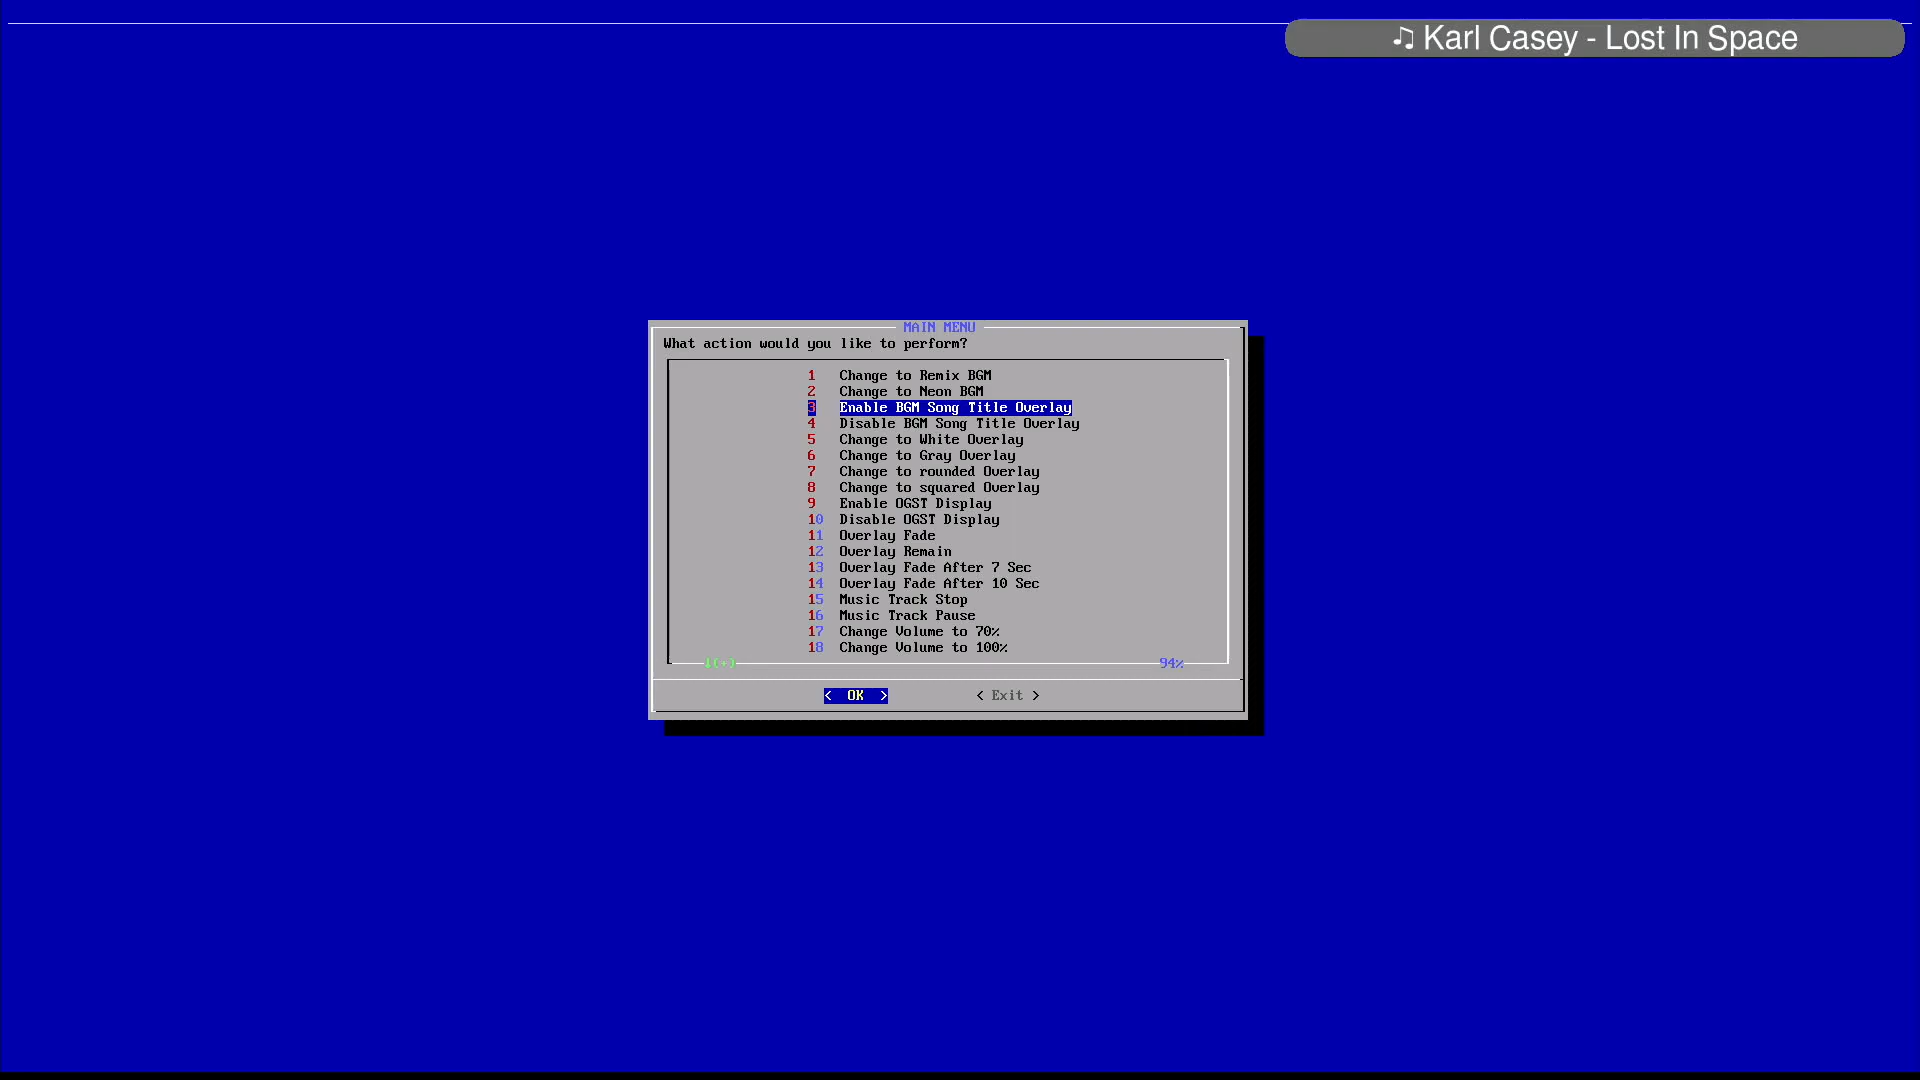 ♫ Karl Casey - Lost In Space
MAIN MENU
What action would you like to perform?
1 Change to Remix BGM
2 Change to Neon BGM
3 Enable BGM Song Title Overlay
4 Disable BGM Song Title Overlay
5 Change to White Overlay
6 Change to Gray Overlay
7 Change to rounded Overlay
8 Change to squared Overlay
9 Enable OGST Display
10 Disable OGST Display
11 Overlay Fade
12 Overlay Remain
13 Overlay Fade After 7 Sec
14 Overlay Fade After 10 Sec
15 Music Track Stop
16 Music Track Pause
17 Change Volume to 70%
18 Change Volume to 100%
↓(+) 94%
< OK > < Exit >